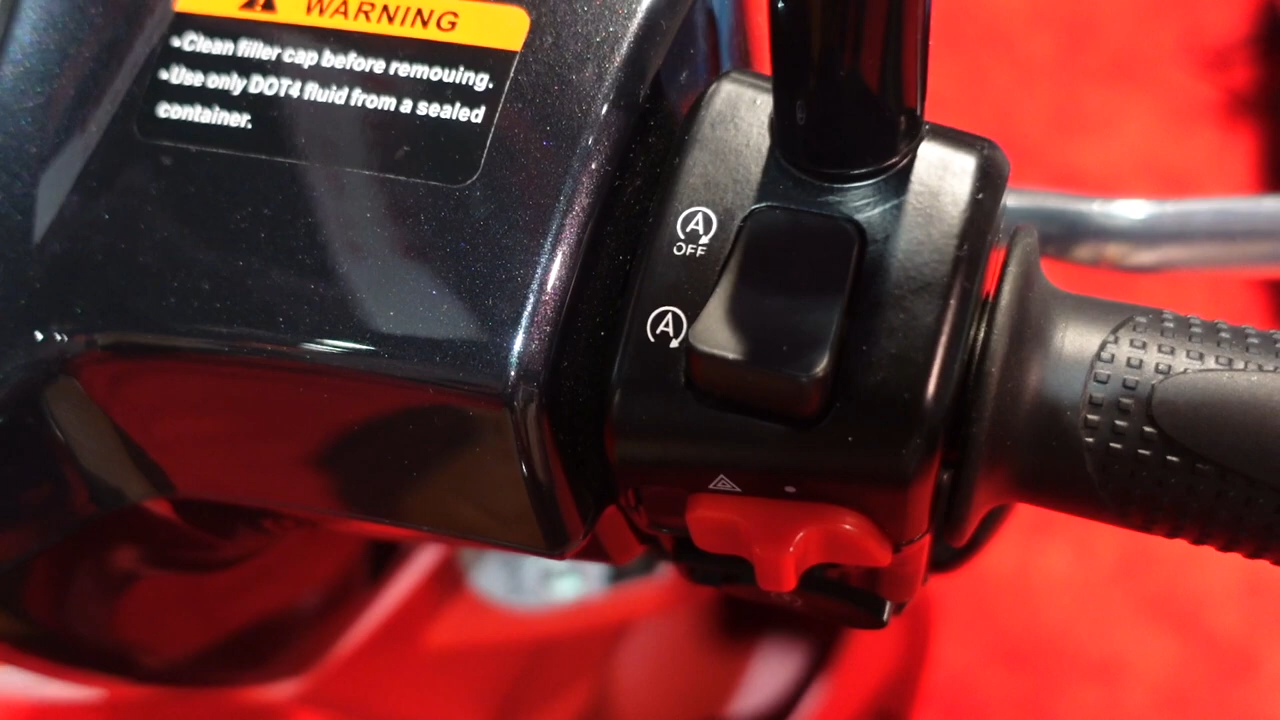 WARNING
•Clean filler cap before remouing.
•Use only DOT4 fluid from a sealed
container.
A
OFF
A